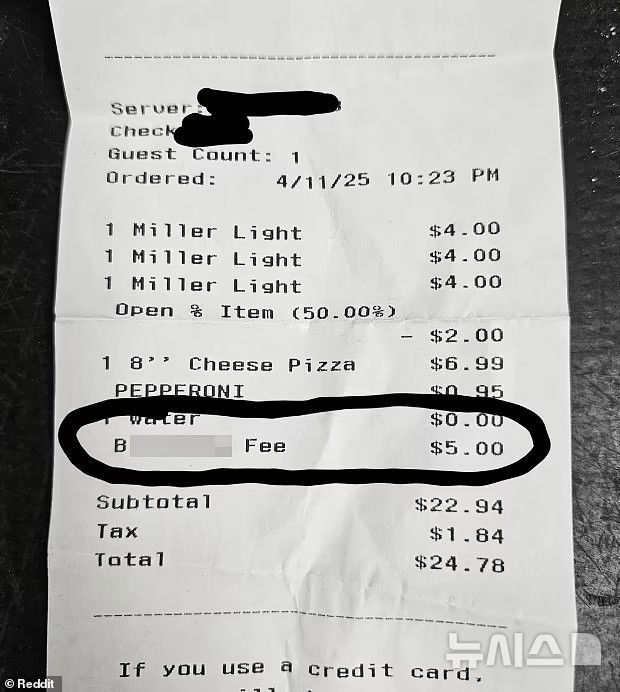 Server:
Check
Guest Count: 1
Ordered: 4/11/25 10:23 PM
1 Miller Light $4.00
1 Miller Light $4.00
1 Miller Light $4.00
Open % Item (50.00%)
- $2.00
1 8'' Cheese Pizza $6.99
PEPPERONI $0.95
1 Water $0.00
B Fee $5.00
Subtotal $22.94
Tax $1.84
Total $24.78
If you use a credit card,
뉴시스
© Reddit